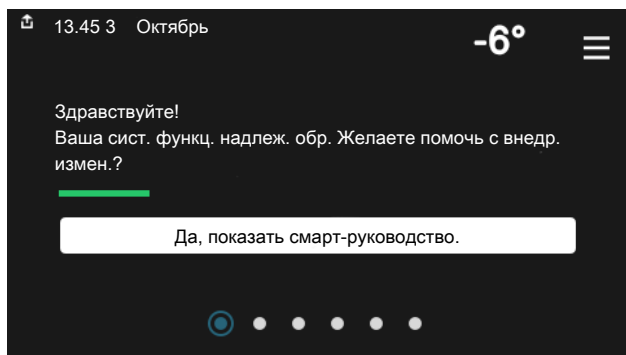 13.45 3 Октябрь
-6°
Здравствуйте!
Ваша сист. функц. надлеж. обр. Желаете помочь с внедр.
измен.?
Да, показать смарт-руководство.